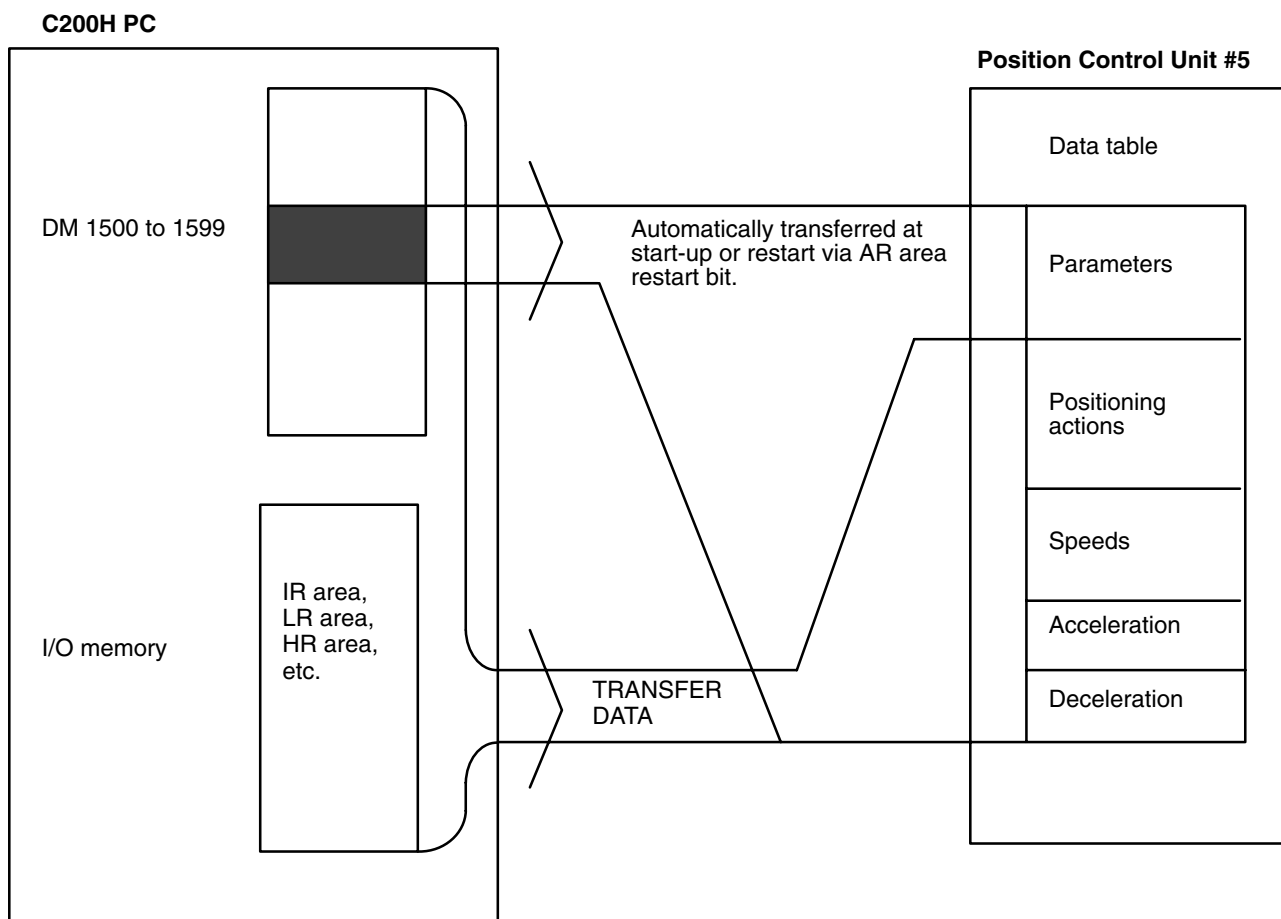 C200H PC
Position Control Unit #5
Data table
DM 1500 to 1599
Automatically transferred at
start-up or restart via AR area
restart bit.
Parameters
Positioning
actions
Speeds
IR area,
LR area,
HR area,
etc.
I/O memory
Acceleration
TRANSFER
DATA
Deceleration